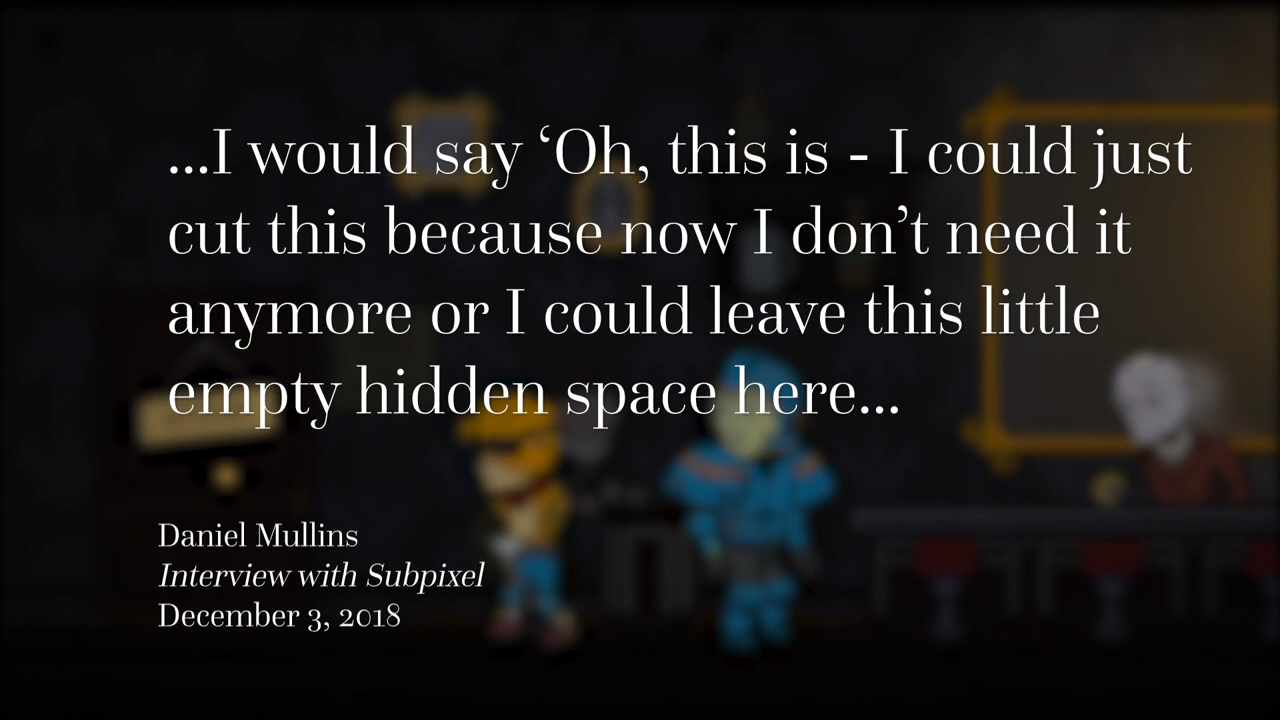 ...I would say ‘Oh, this is - I could just
cut this because now I don’t need it
anymore or I could leave this little
empty hidden space here...
Daniel Mullins
Interview with Subpixel
December 3, 2018